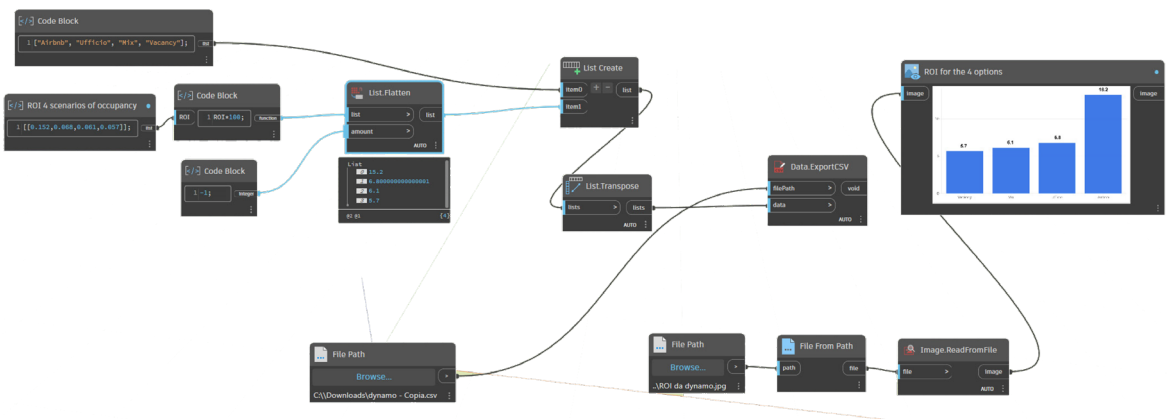 Code Block
1 ["Airbnb", "Ufficio", "Mix", "Vacancy"];
list
ROI 4 scenarios of occupancy
1 [[0.152,0.068,0.061,0.057]];
list
Code Block
ROI
1 ROI*100;
function
Code Block
1 -1;
integer
List.Flatten
list > list
amount >
AUTO
List
15.2
6.1
5.7
{4}
List Create
item0 + − list
item1
List.Transpose
lists > lists
AUTO
Data.ExportCSV
filePath > void
data >
AUTO
ROI for the 4 options
image image
5.7
6.1
6.8
15.2
File Path
Browse...
>
C:\\Downloads\dynamo - Copia.csv
File Path
Browse...
>
..\ROI da dynamo.jpg
File From Path
path file
Image.ReadFromFile
file > image
AUTO